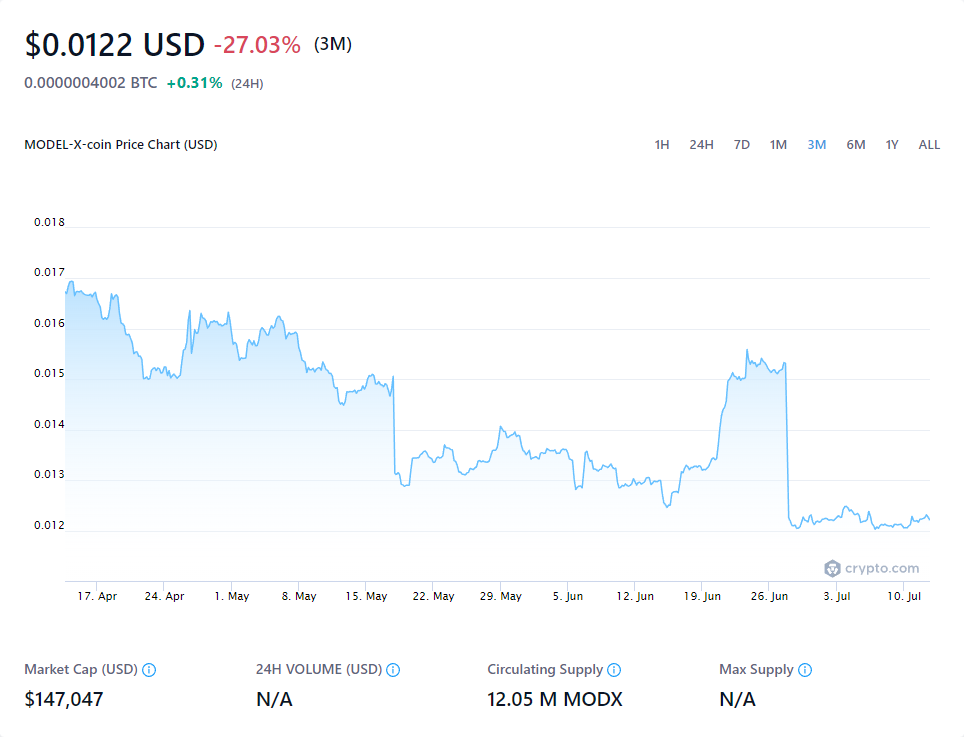 $0.0122 USD -27.03% (3M)
0.0000004002 BTC +0.31% (24H)
MODEL-X-coin Price Chart (USD) 1H 24H 7D 1M 3M 6M 1Y ALL
0.018
0.017
0.016
0.015
0.014
0.013
0.012
crypto.com
17. Apr 24. Apr 1. May 8. May 15. May 22. May 29. May 5. Jun 12. Jun 19. Jun 26. Jun 3. Jul 10. Jul
Market Cap (USD) 24H VOLUME (USD) Circulating Supply Max Supply
$147,047 N/A 12.05 M MODX N/A